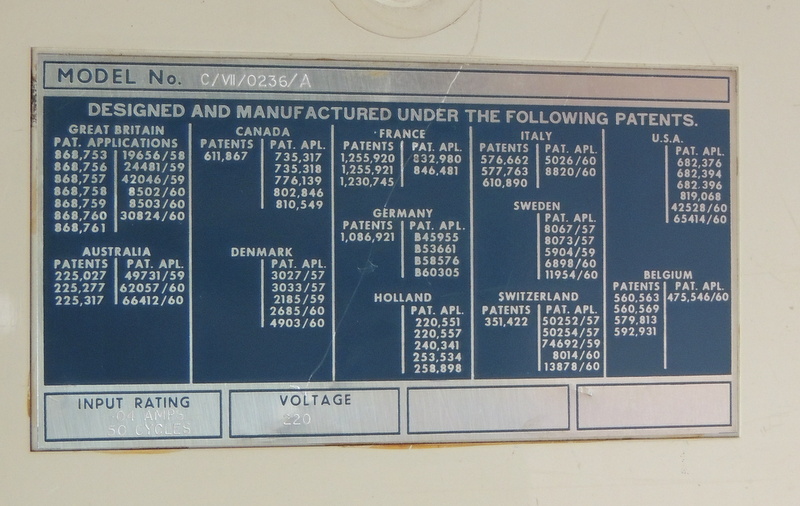 MODEL No. C/VII/0236/A
DESIGNED AND MANUFACTURED UNDER THE FOLLOWING PATENTS.
GREAT BRITAIN
PAT. APPLICATIONS
868,753 19656/58
868,756 24481/59
868,757 42046/59
868,758 8502/60
868,759 8503/60
868,760 30824/60
868,761
AUSTRALIA
PATENTS PAT. APL.
225,027 49731/59
225,277 62057/60
225,317 66412/60
CANADA
PATENTS PAT. APL.
611,867 735,317
735,318
776,139
802,846
810,549
DENMARK
PAT. APL.
3027/57
3033/57
2185/59
2685/60
4903/60
FRANCE
PATENTS PAT. APL.
1,255,920 832,980
1,255,921 846,481
1,230,745
GERMANY
PATENTS PAT. APL.
1,086,921 B45955
B53661
B58576
B60305
HOLLAND
PAT. APL.
220,551
220,557
240,341
253,534
258,898
ITALY
PATENTS PAT. APL.
576,662 5026/60
577,763 8820/60
610,890
SWEDEN
PAT. APL.
8067/57
8073/57
5904/59
6898/60
11954/60
SWITZERLAND
PATENTS PAT. APL.
351,422 50252/57
50254/57
74692/59
8014/60
13878/60
U.S.A.
PAT. APL.
682,376
682,394
682,396
819,068
42528/60
65414/60
BELGIUM
PATENTS PAT. APL.
560,563 475,546/60
560,569
579,813
592,931
INPUT RATING
AMPS
50 CYCLES
VOLTAGE
220